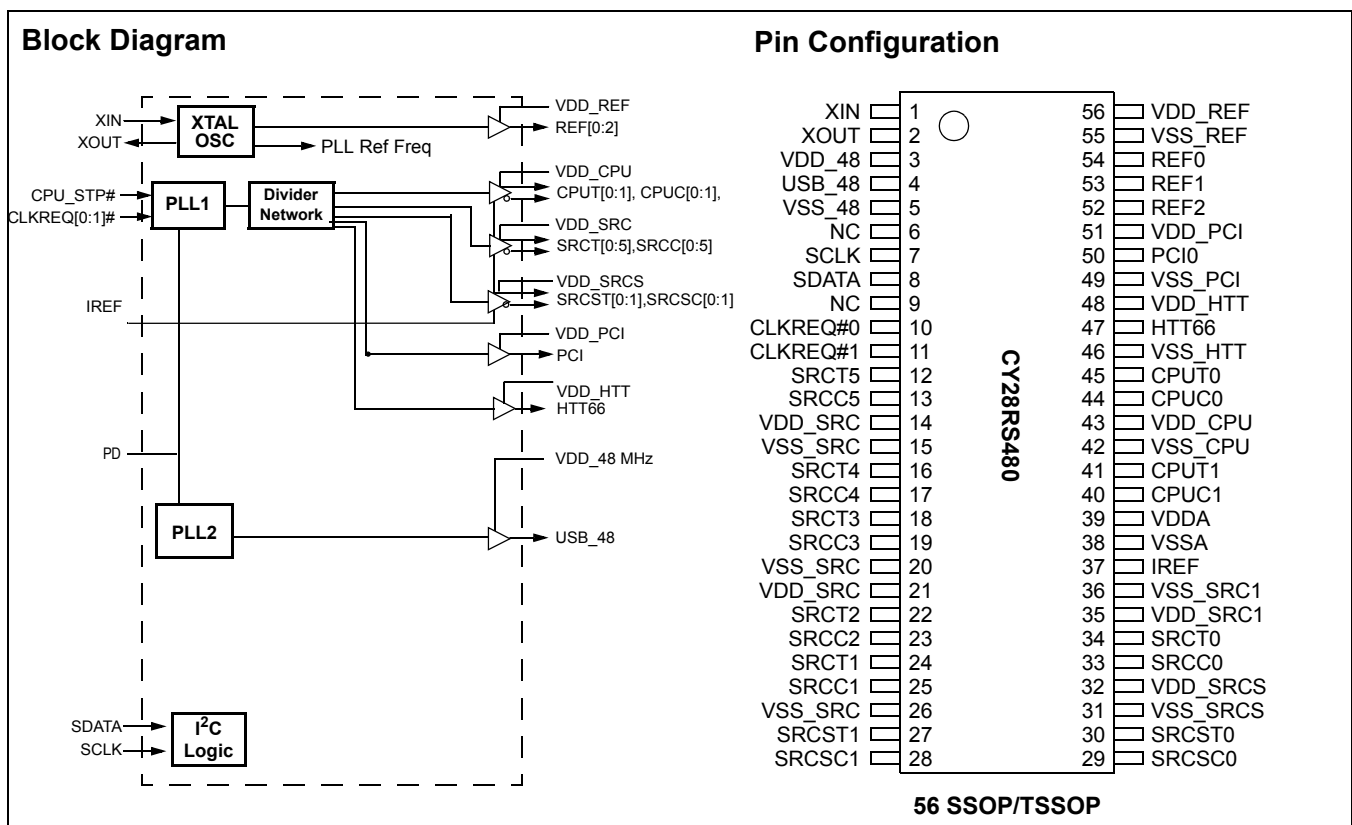 Block Diagram
XIN
XOUT
XTAL
OSC
PLL Ref Freq
VDD_REF
REF[0:2]
CPU_STP#
CLKREQ[0:1]#
PLL1
Divider
Network
VDD_CPU
CPUT[0:1], CPUC[0:1],
VDD_SRC
SRCT[0:5],SRCC[0:5]
VDD_SRCS
SRCST[0:1],SRCSC[0:1]
IREF
VDD_PCI
PCI
VDD_HTT
HTT66
PD
VDD_48 MHz
PLL2
USB_48
SDATA
SCLK
I2C
Logic
Pin Configuration
XIN 1 56 VDD_REF
XOUT 2 55 VSS_REF
VDD_48 3 54 REF0
USB_48 4 53 REF1
VSS_48 5 52 REF2
NC 6 51 VDD_PCI
SCLK 7 50 PCI0
SDATA 8 49 VSS_PCI
NC 9 48 VDD_HTT
CLKREQ#0 10 47 HTT66
CLKREQ#1 11 46 VSS_HTT
SRCT5 12 45 CPUT0
SRCC5 13 44 CPUC0
VDD_SRC 14 43 VDD_CPU
VSS_SRC 15 42 VSS_CPU
SRCT4 16 41 CPUT1
SRCC4 17 40 CPUC1
SRCT3 18 39 VDDA
SRCC3 19 38 VSSA
VSS_SRC 20 37 IREF
VDD_SRC 21 36 VSS_SRC1
SRCT2 22 35 VDD_SRC1
SRCC2 23 34 SRCT0
SRCT1 24 33 SRCC0
SRCC1 25 32 VDD_SRCS
VSS_SRC 26 31 VSS_SRCS
SRCST1 27 30 SRCST0
SRCSC1 28 29 SRCSC0
CY28RS480
56 SSOP/TSSOP